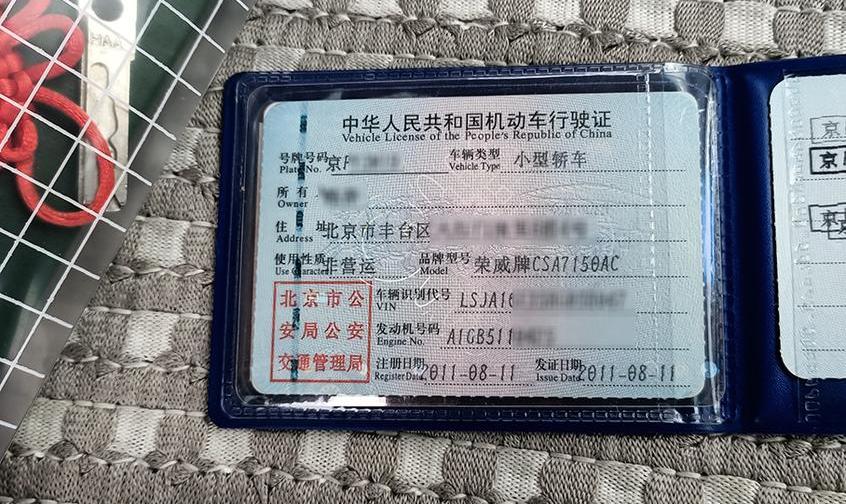 HAA
中华人民共和国机动车行驶证
Vehicle License of the People's Republic of China
号牌号码 京 车辆类型 小型轿车
Plate No. Vehicle Type
所有
Owner
住址 北京市丰台区
Address
使用性质 非营运 品牌型号 荣威牌CSA7150AC
Use Character Model
北京市公 车辆识别代号 LSJA16
安局公安 VIN
交通管理局 发动机号码
Engine No.
注册日期 2011-08-11 发证日期 2011-08-11
Register Date Issue Date
京
京
京